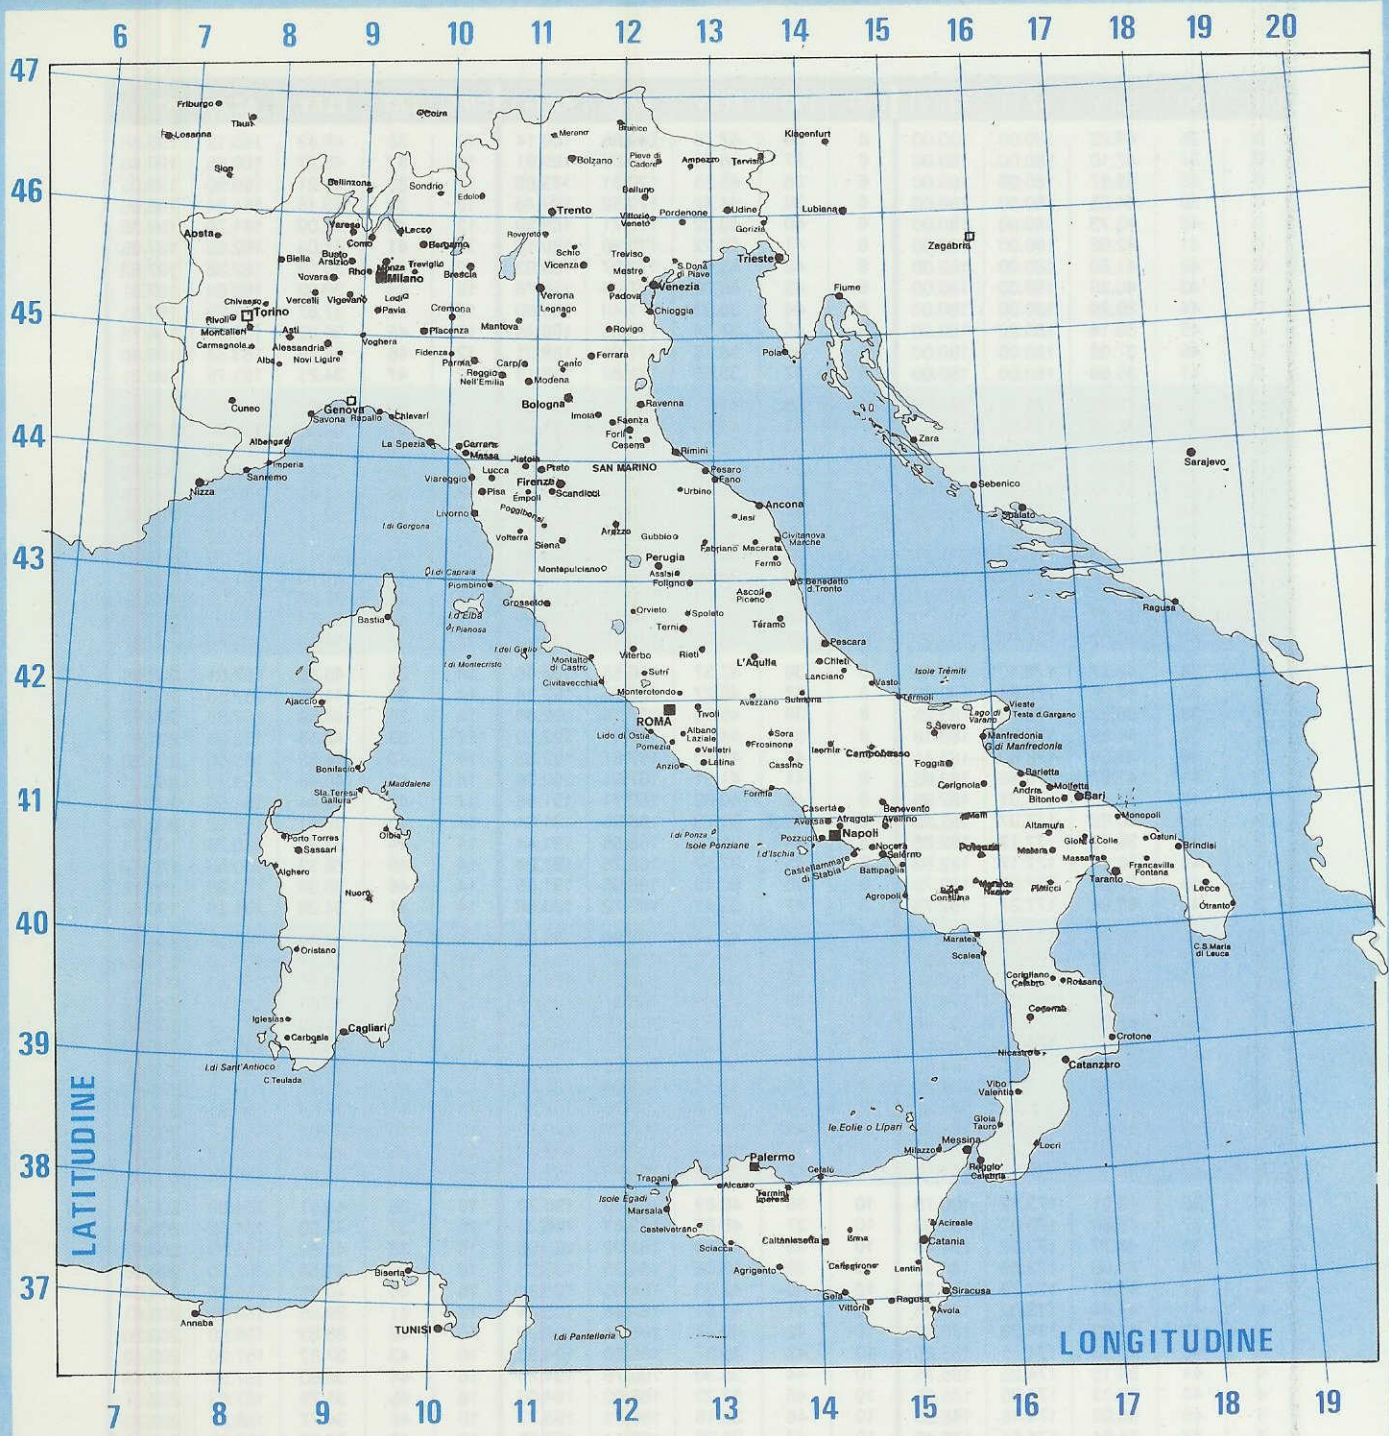 6 7 8 9 10 11 12 13 14 15 16 17 18 19 20
47
Friburgo
Thun
Losanna
Coira
Merano
Brunico
Klagenfurt
Sion
Bolzano
Pieve di
Cadore
Ampezzo
Tarvisio
46
Bellinzona
Sondrio
Edolo
Belluno
Trento
Vittorio
Veneto
Pordenone
Udine
Lubiana
Gorizia
Aosta
Varese
Como
Lecco
Bergamo
Rovereto
Zagabria
Biella
Busto
Arsizio
Rho
Monza
Treviglio
Milano
Brescia
Schio
Vicenza
Treviso
Mestre
S.Donà
di Piave
Trieste
Novara
Venezia
Fiume
Chivasso
Vercelli
Vigevano
Lodi
Verona
Padova
45
Rivoli
Torino
Pavia
Cremona
Legnago
Chioggia
Montalieri
Asti
Piacenza
Mantova
Rovigo
Carmagnola
Alessandria
Voghera
Alba
Novi Ligure
Fidenza
Parma
Carpi
Cento
Ferrara
Pola
Reggio
Nell'Emilia
Modena
Cuneo
Genova
Bologna
Ravenna
Savona
Rapallo
Chiavari
Imola
Faenza
Forlì
44
Albenga
La Spezia
Carrara
Massa
Cesena
Rimini
Zara
Imperia
Sanremo
Pistoia
Prato
Lucca
SAN MARINO
Pesaro
Fano
Sarajevo
Nizza
Viareggio
Firenze
Pisa
Empoli
Scandicci
Urbino
Sebenico
Ancona
Livorno
Poggibonsi
Jesi
Spalato
I.di Gorgona
Volterra
Siena
Arezzo
Gubbio
Fabriano
Macerata
Civitanova
Marche
43
Perugia
Fermo
I.di Capraia
Montepulciano
Assisi
Foligno
S.Benedetto
d.Tronto
Piombino
Ascoli
Piceno
Grosseto
Ragusa
I.d'Elba
I.Pianosa
Orvieto
Spoleto
Bastia
Terni
Téramo
Pescara
I.del Giglio
I.di Montecristo
Montalto
di Castro
Viterbo
Rieti
L'Aquila
Chieti
Lanciano
Isole Trémiti
42
Sutri
Civitavecchia
Monterotondo
Vasto
Ajaccio
Avezzano
Sulmona
Térmoli
Vieste
Testa d.Gargano
Tivoli
Lago di
Varano
ROMA
S.Severo
Lido di Ostia
Albano
Laziale
Sora
Manfredonia
G.di Manfredonia
Pomezia
Velletri
Frosinone
Isernia
Campobasso
Anzio
Latina
Cassino
Foggia
Barletta
Bonifacio
I.Maddalena
Formia
Cerignola
Andria
Molfetta
Sta.Teresa
Gallura
Bitonto
Bari
41
Caserta
Benevento
Aversa
Afragola
Avellino
Melfi
Monopoli
I.di Ponza
Isole Ponziane
Pozzuoli
Napoli
Altamura
Gioia d.Colle
Ostuni
Porto Torres
Olbia
I.d'Ischia
Nocera
Salerno
Potenza
Matera
Massafra
Brindisi
Sassari
Castellammare
di Stabia
Battipaglia
Francavilla
Fontana
Alghero
Taranto
Nuoro
Agropoli
Consilina
Pisticci
Lecce
Otranto
40
Maratea
C.S.Maria
di Leuca
Oristano
Scalea
Corigliano
Calabro
Rossano
Iglesias
Carbonia
Cagliari
Cosenza
39
Nicastro
Crotone
I.di Sant'Antioco
Catanzaro
C.Teulada
Vibo
Valentia
Gioia
Tauro
Ie.Eolie o Lípari
Messina
Locri
Milazzo
38
Palermo
Reggio
Calabria
Trapani
Alcamo
Cefalù
Termini
Imerese
Isole Egadi
Marsala
Castelvetrano
Acireale
Sciacca
Caltanissetta
Enna
Catania
Agrigento
Caltagirone
Lentini
37
Biserta
Gela
Siracusa
Vittoria
Ragusa
Avola
Annaba
TUNISI
I.di Pantelleria
LATITUDINE
LONGITUDINE
7 8 9 10 11 12 13 14 15 16 17 18 19